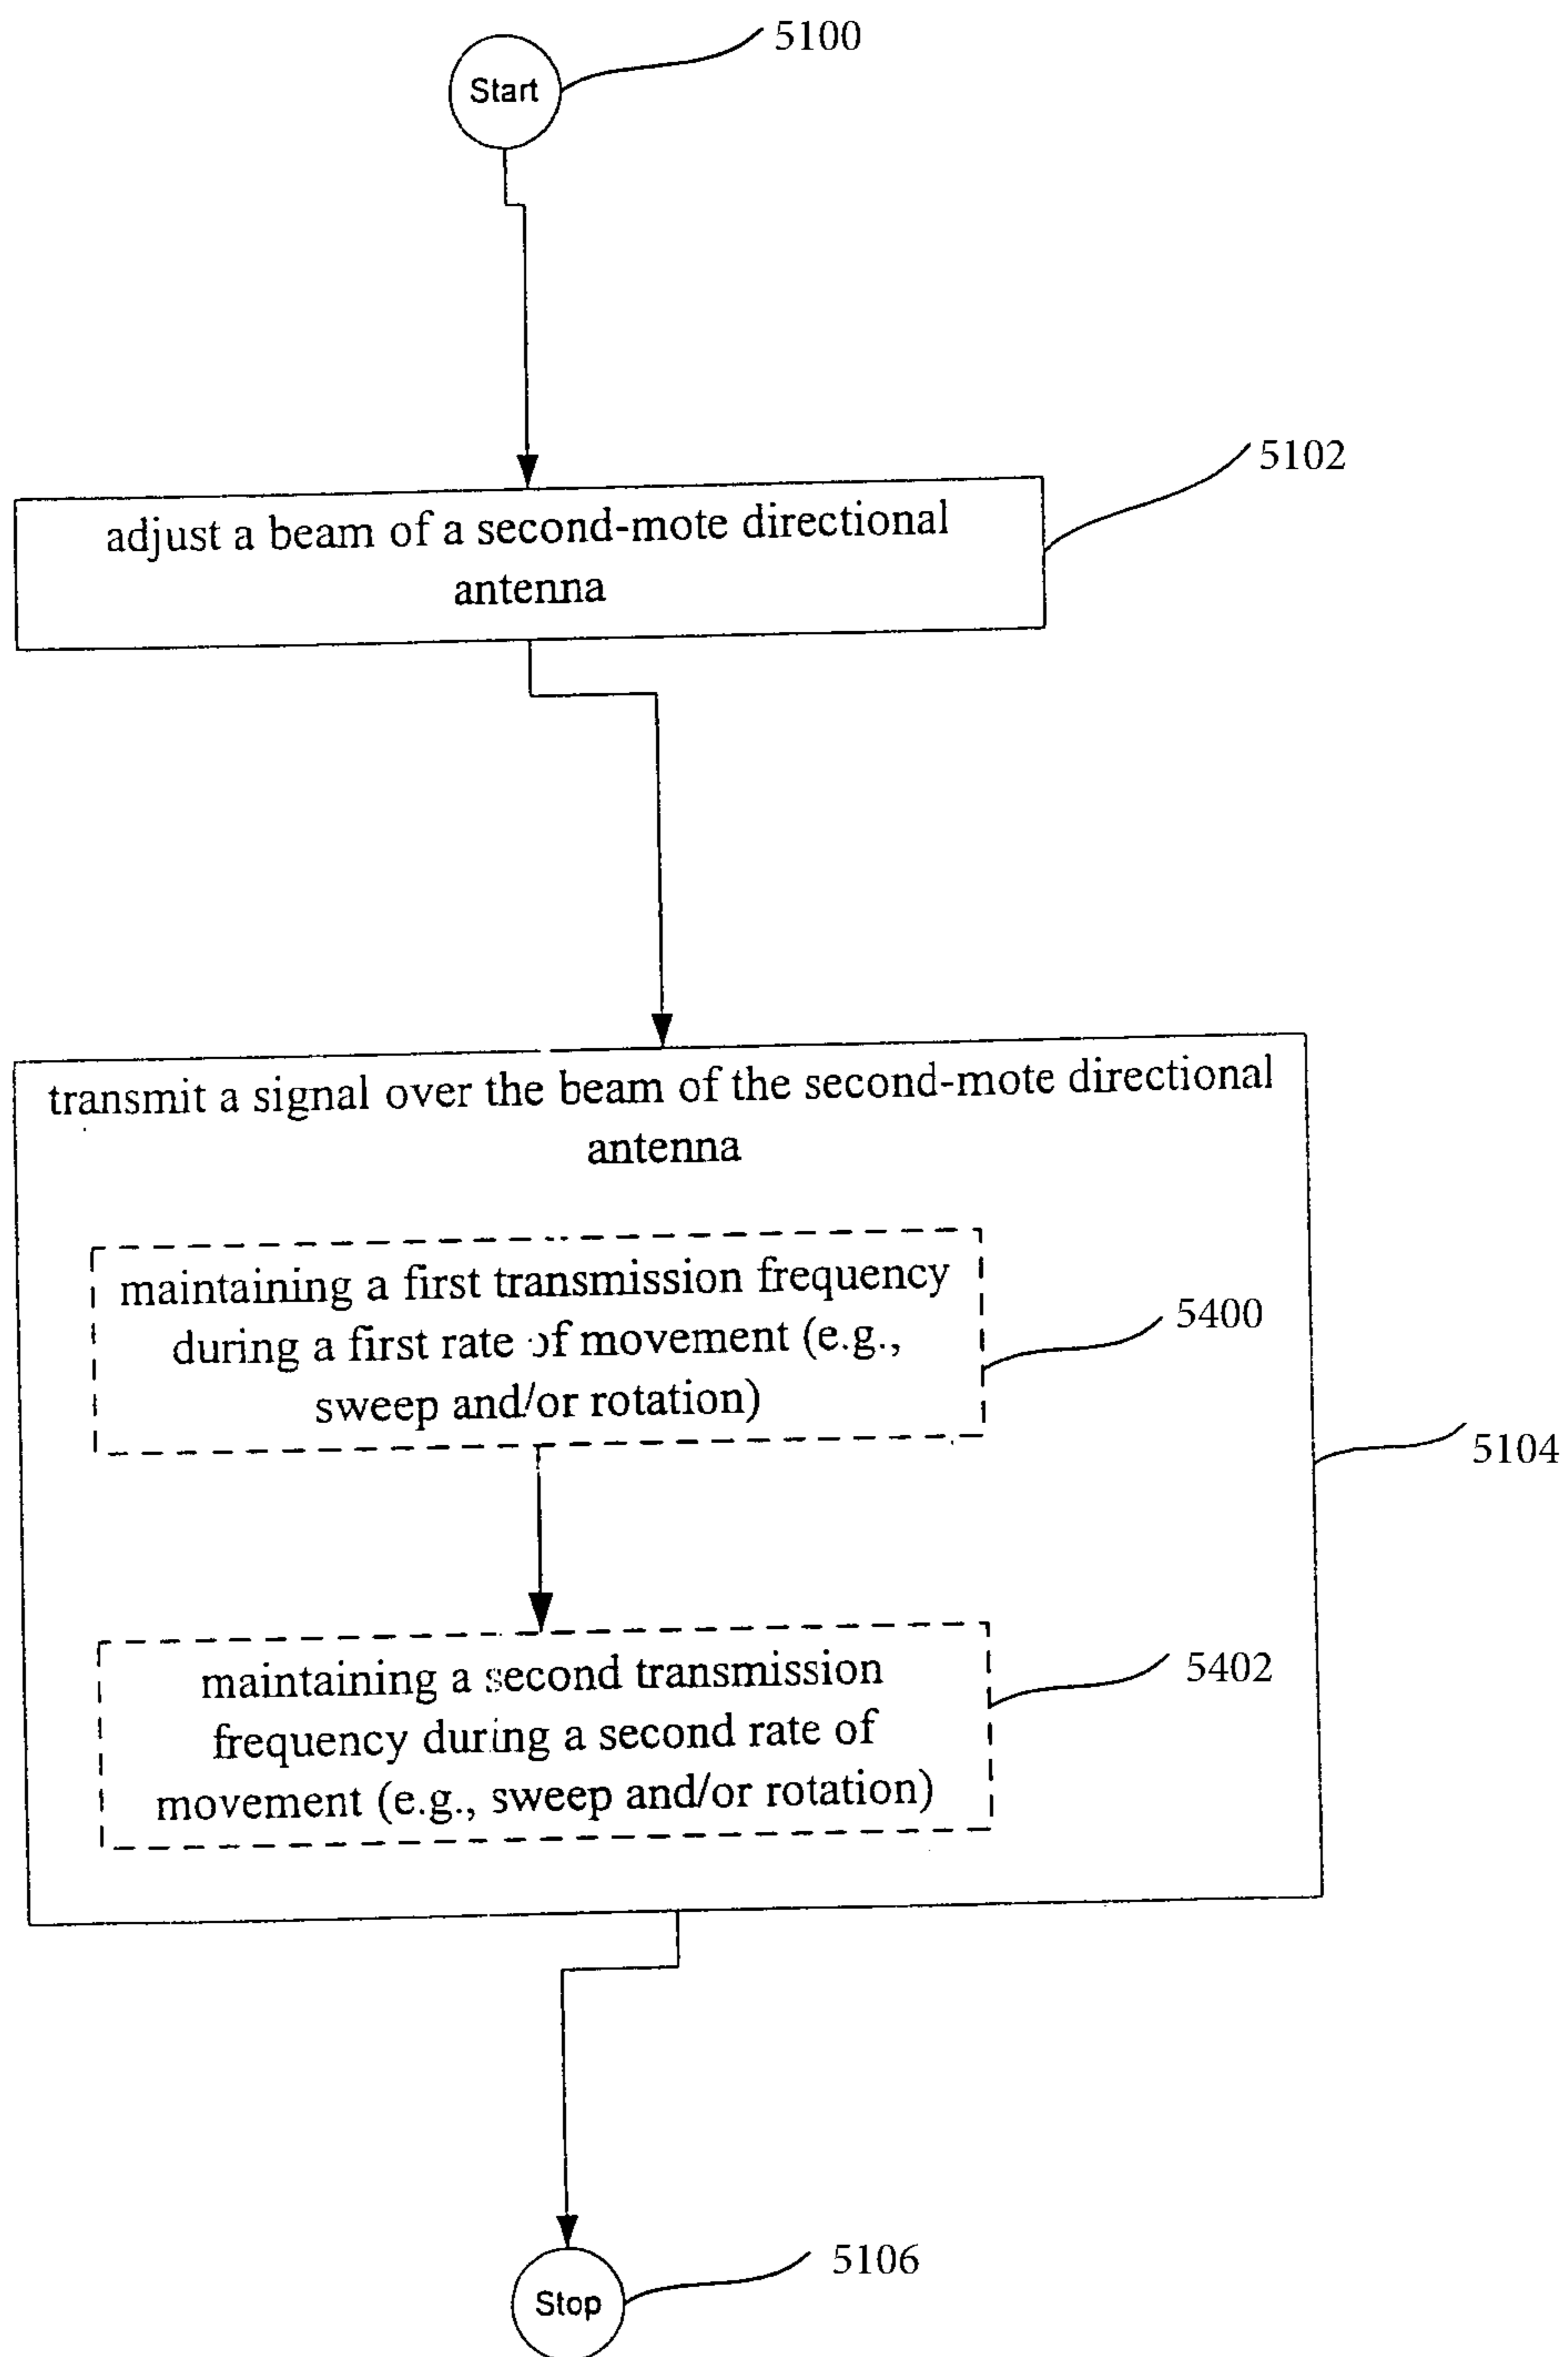 5100
Start
5102
adjust a beam of a second-mote directional
antenna
transmit a signal over the beam of the second-mote directional
antenna
maintaining a first transmission frequency
during a first rate of movement (e.g.,
sweep and/or rotation)
5400
5104
maintaining a second transmission
frequency during a second rate of
movement (e.g., sweep and/or rotation)
5402
5106
Stop